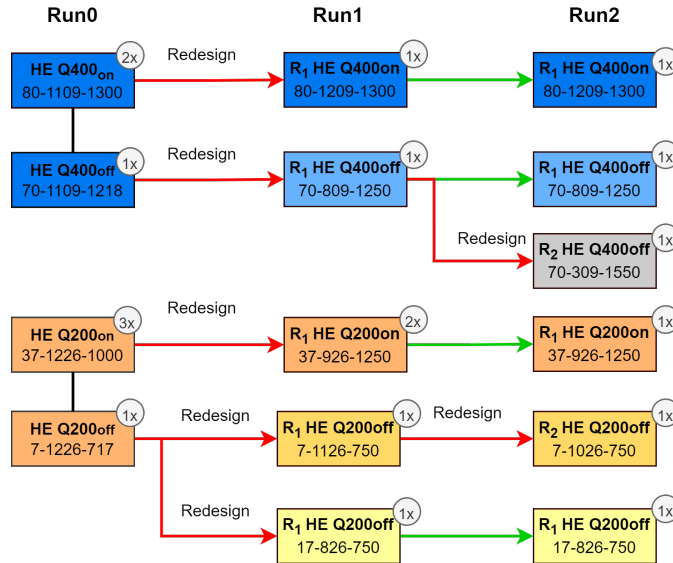 Run0 Run1 Run2
2x 1x 1x
HE Q400on Redesign R1 HE Q400on R1 HE Q400on
80-1109-1300 80-1209-1300 80-1209-1300
1x 1x 1x
HE Q400off Redesign R1 HE Q400off R1 HE Q400off
70-1109-1218 70-809-1250 70-809-1250
1x
Redesign R2 HE Q400off
70-309-1550
3x 2x 1x
HE Q200on Redesign R1 HE Q200on R1 HE Q200on
37-1226-1000 37-926-1250 37-926-1250
1x 1x 1x
HE Q200off Redesign R1 HE Q200off Redesign R2 HE Q200off
7-1226-717 7-1126-750 7-1026-750
1x 1x
Redesign R1 HE Q200off R1 HE Q200off
17-826-750 17-826-750